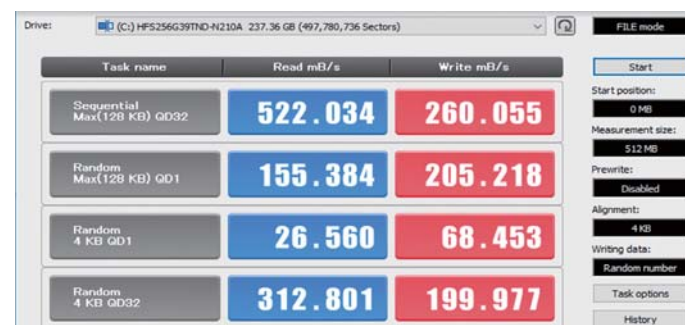 Drive:
(C:) HFS256G39TND-N210A 237.36 GB (497,780,736 Sectors)
FILE mode
Task name Read mB/s Write mB/s
Start
Start position:
0 MB
Sequential
Max(128 KB) QD32
522.034 260.055
Measurement size:
512 MB
Random
Max(128 KB) QD1
155.384 205.218
Prewrite:
Disabled
Alignment:
4 KB
Random
4 KB QD1
26.560 68.453
Writing data:
Random number
Random
4 KB QD32
312.801 199.977
Task options
History